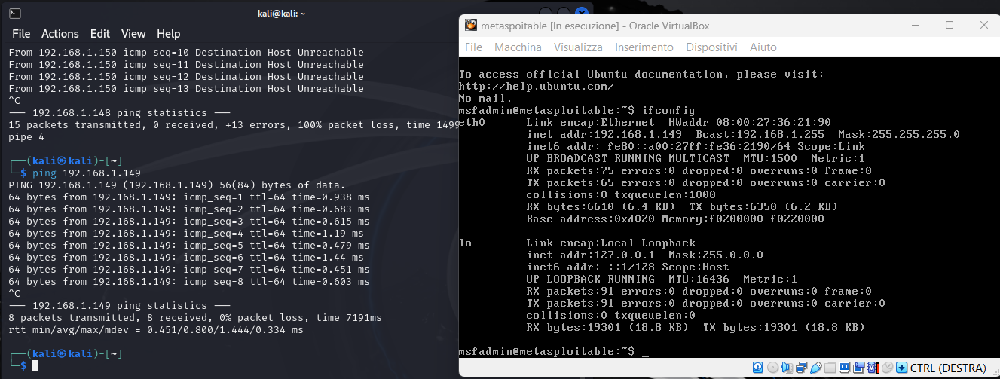 kali@kali: ~
File Actions Edit View Help
From 192.168.1.150 icmp_seq=10 Destination Host Unreachable
From 192.168.1.150 icmp_seq=11 Destination Host Unreachable
From 192.168.1.150 icmp_seq=12 Destination Host Unreachable
From 192.168.1.150 icmp_seq=13 Destination Host Unreachable
^C
--- 192.168.1.148 ping statistics ---
15 packets transmitted, 0 received, +13 errors, 100% packet loss, time 1499
pipe 4
┌──(kali㉿kali)-[~]
└─$ ping 192.168.1.149
PING 192.168.1.149 (192.168.1.149) 56(84) bytes of data.
64 bytes from 192.168.1.149: icmp_seq=1 ttl=64 time=0.938 ms
64 bytes from 192.168.1.149: icmp_seq=2 ttl=64 time=0.683 ms
64 bytes from 192.168.1.149: icmp_seq=3 ttl=64 time=0.615 ms
64 bytes from 192.168.1.149: icmp_seq=4 ttl=64 time=1.19 ms
64 bytes from 192.168.1.149: icmp_seq=5 ttl=64 time=0.479 ms
64 bytes from 192.168.1.149: icmp_seq=6 ttl=64 time=1.44 ms
64 bytes from 192.168.1.149: icmp_seq=7 ttl=64 time=0.451 ms
64 bytes from 192.168.1.149: icmp_seq=8 ttl=64 time=0.603 ms
^C
--- 192.168.1.149 ping statistics ---
8 packets transmitted, 8 received, 0% packet loss, time 7191ms
rtt min/avg/max/mdev = 0.451/0.800/1.444/0.334 ms
┌──(kali㉿kali)-[~]
└─$
metaspoitable [In esecuzione] - Oracle VirtualBox
File Macchina Visualizza Inserimento Dispositivi Aiuto
To access official Ubuntu documentation, please visit:
http://help.ubuntu.com/
No mail.
msfadmin@metasploitable:~$ ifconfig
eth0 Link encap:Ethernet HWaddr 08:00:27:36:21:90
inet addr:192.168.1.149 Bcast:192.168.1.255 Mask:255.255.255.0
inet6 addr: fe80::a00:27ff:fe36:2190/64 Scope:Link
UP BROADCAST RUNNING MULTICAST MTU:1500 Metric:1
RX packets:75 errors:0 dropped:0 overruns:0 frame:0
TX packets:65 errors:0 dropped:0 overruns:0 carrier:0
collisions:0 txqueuelen:1000
RX bytes:6610 (6.4 KB) TX bytes:6350 (6.2 KB)
Base address:0xd020 Memory:f0200000-f0220000
lo Link encap:Local Loopback
inet addr:127.0.0.1 Mask:255.0.0.0
inet6 addr: ::1/128 Scope:Host
UP LOOPBACK RUNNING MTU:16436 Metric:1
RX packets:91 errors:0 dropped:0 overruns:0 frame:0
TX packets:91 errors:0 dropped:0 overruns:0 carrier:0
collisions:0 txqueuelen:0
RX bytes:19301 (18.8 KB) TX bytes:19301 (18.8 KB)
msfadmin@metasploitable:~$ _
CTRL (DESTRA)